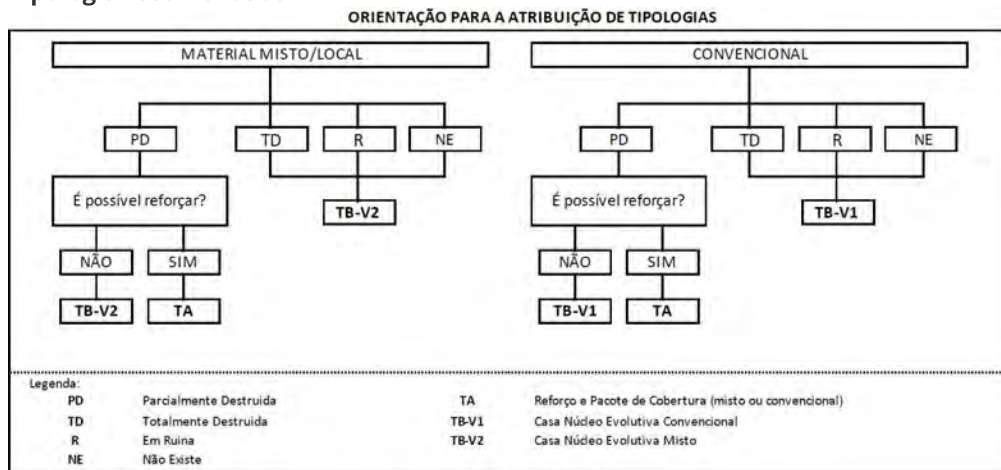 ORIENTAÇÃO PARA A ATRIBUIÇÃO DE TIPOLOGIAS
MATERIAL MISTO/LOCAL
PD TD R NE
É possível reforçar?
TB-V2
NÃO SIM
TB-V2 TA
CONVENCIONAL
PD TD R NE
É possível reforçar?
TB-V1
NÃO SIM
TB-V1 TA
Legenda:
PD Parcialmente Destruida
TD Totalmente Destruida
R Em Ruina
NE Não Existe
TA Reforço e Pacote de Cobertura (misto ou convencional)
TB-V1 Casa Núcleo Evolutiva Convencional
TB-V2 Casa Núcleo Evolutiva Misto